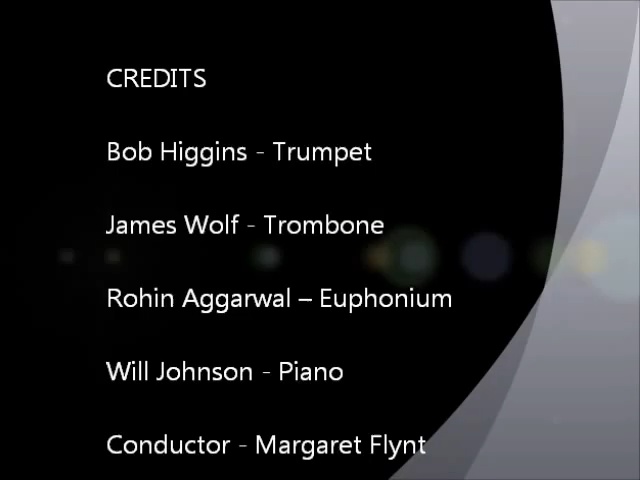 CREDITS
Bob Higgins - Trumpet
James Wolf - Trombone
Rohin Aggarwal – Euphonium
Will Johnson - Piano
Conductor - Margaret Flynt